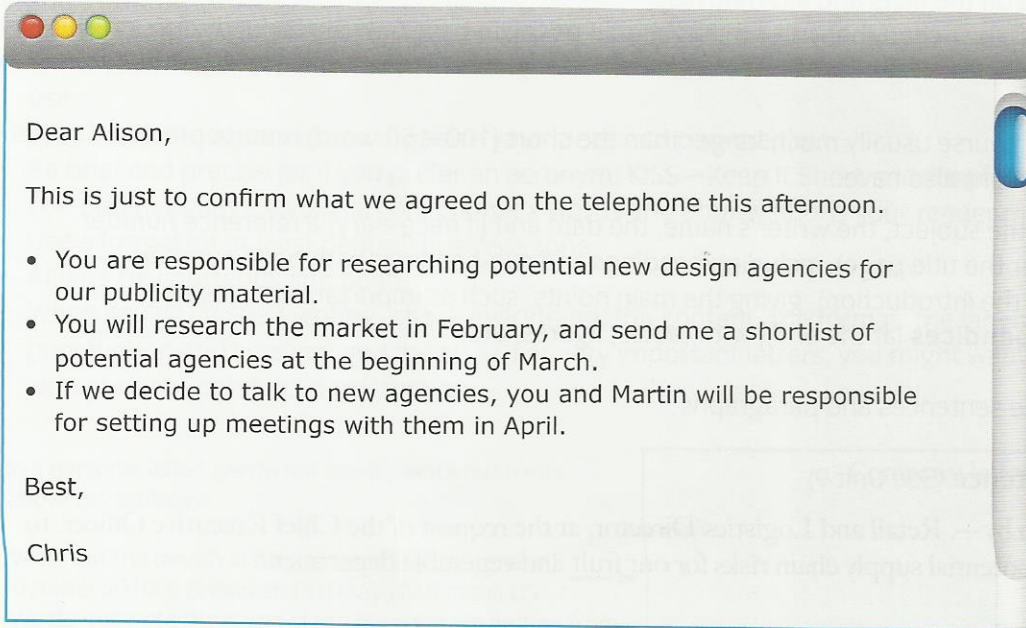 Dear Alison,
This is just to confirm what we agreed on the telephone this afternoon.
• You are responsible for researching potential new design agencies for
our publicity material.
• You will research the market in February, and send me a shortlist of
potential agencies at the beginning of March.
• If we decide to talk to new agencies, you and Martin will be responsible
for setting up meetings with them in April.
Best,
Chris